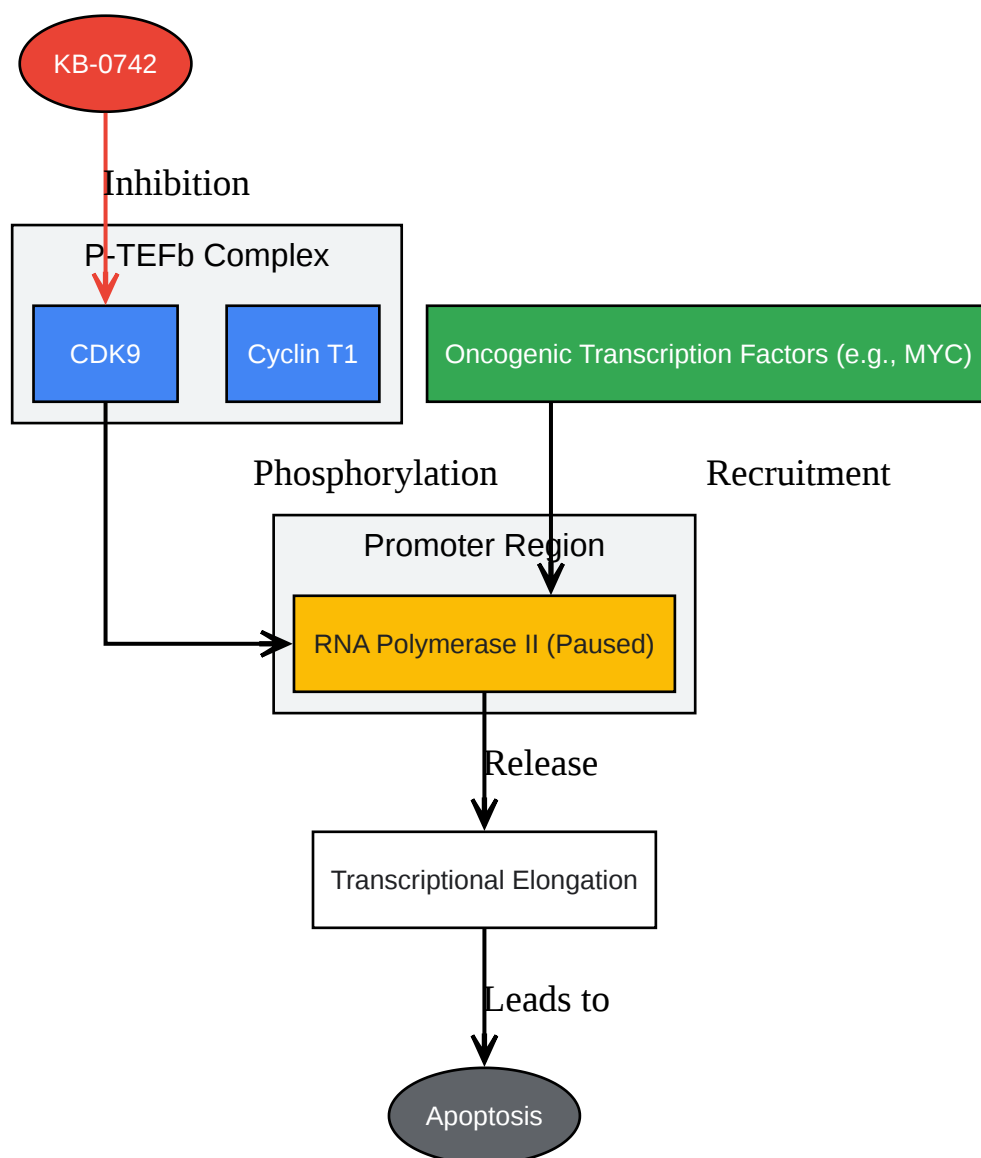 KB-0742
Inhibition
P-TEFb Complex
CDK9
Cyclin T1
Oncogenic Transcription Factors (e.g., MYC)
Phosphorylation
Recruitment
Promoter Region
RNA Polymerase II (Paused)
Release
Transcriptional Elongation
Leads to
Apoptosis